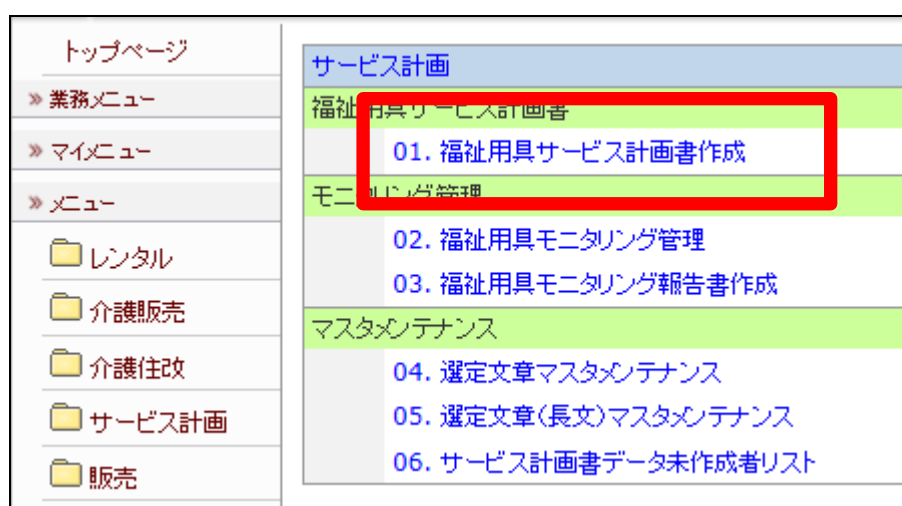 トップページ
» 業務メニュー
» マイメニュー
» メニュー
レンタル
介護販売
介護住改
サービス計画
販売
サービス計画
福祉用具サービス計画書
01. 福祉用具サービス計画書作成
モニタリング管理
02. 福祉用具モニタリング管理
03. 福祉用具モニタリング報告書作成
マスタメンテナンス
04. 選定文章マスタメンテナンス
05. 選定文章(長文)マスタメンテナンス
06. サービス計画書データ未作成者リスト